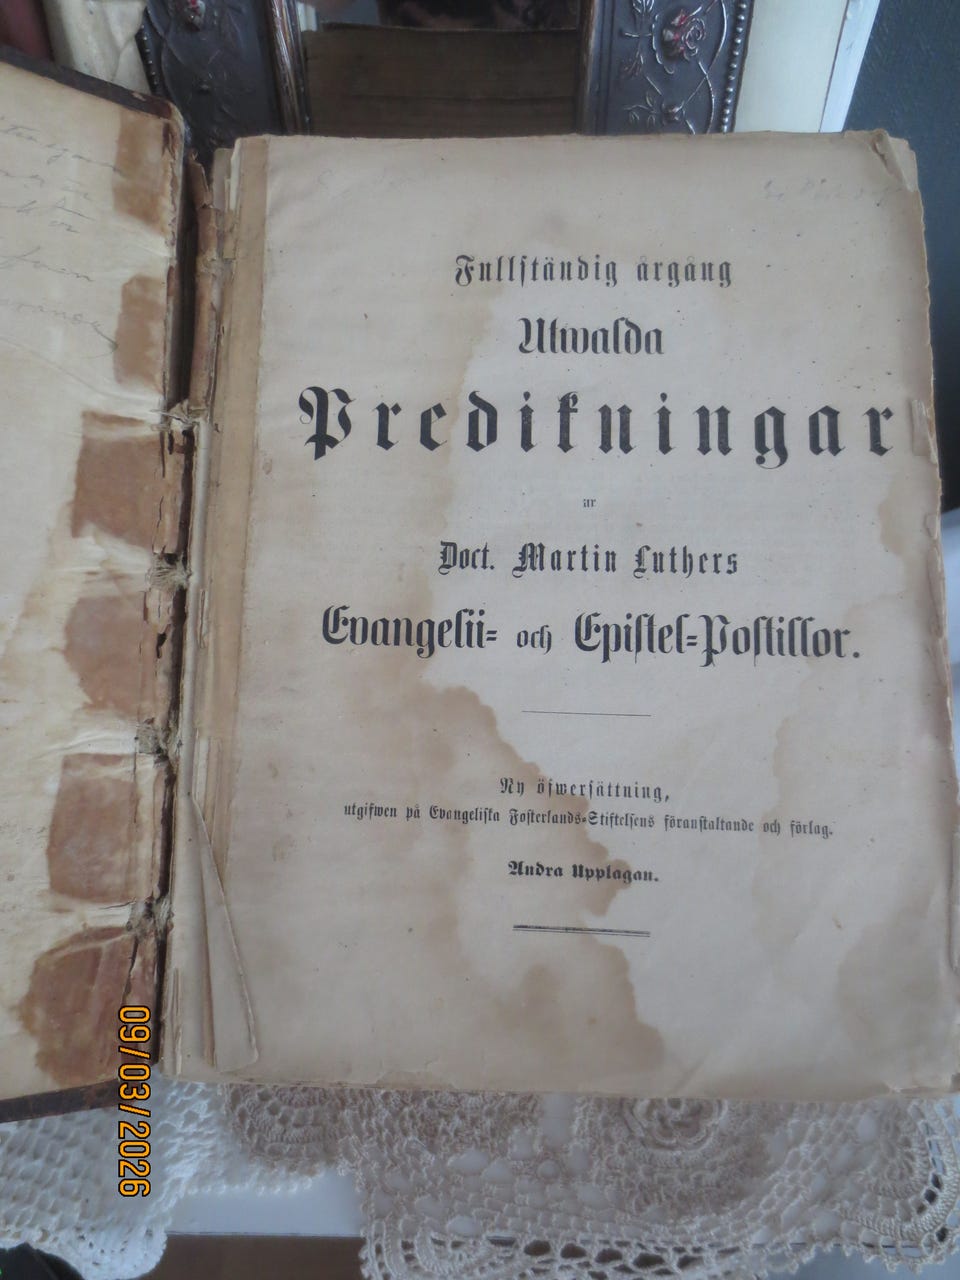 Fullständig årgång
Utwalda
Predikningar
ur
Doct. Martin Luthers
Evangelii= och Epistel=Postillor.
Ny öfwersättning,
utgifwen på Evangeliska Fosterlands=Stiftelsens föranstaltande och förlag.
Andra Upplagan.
09/03/2026